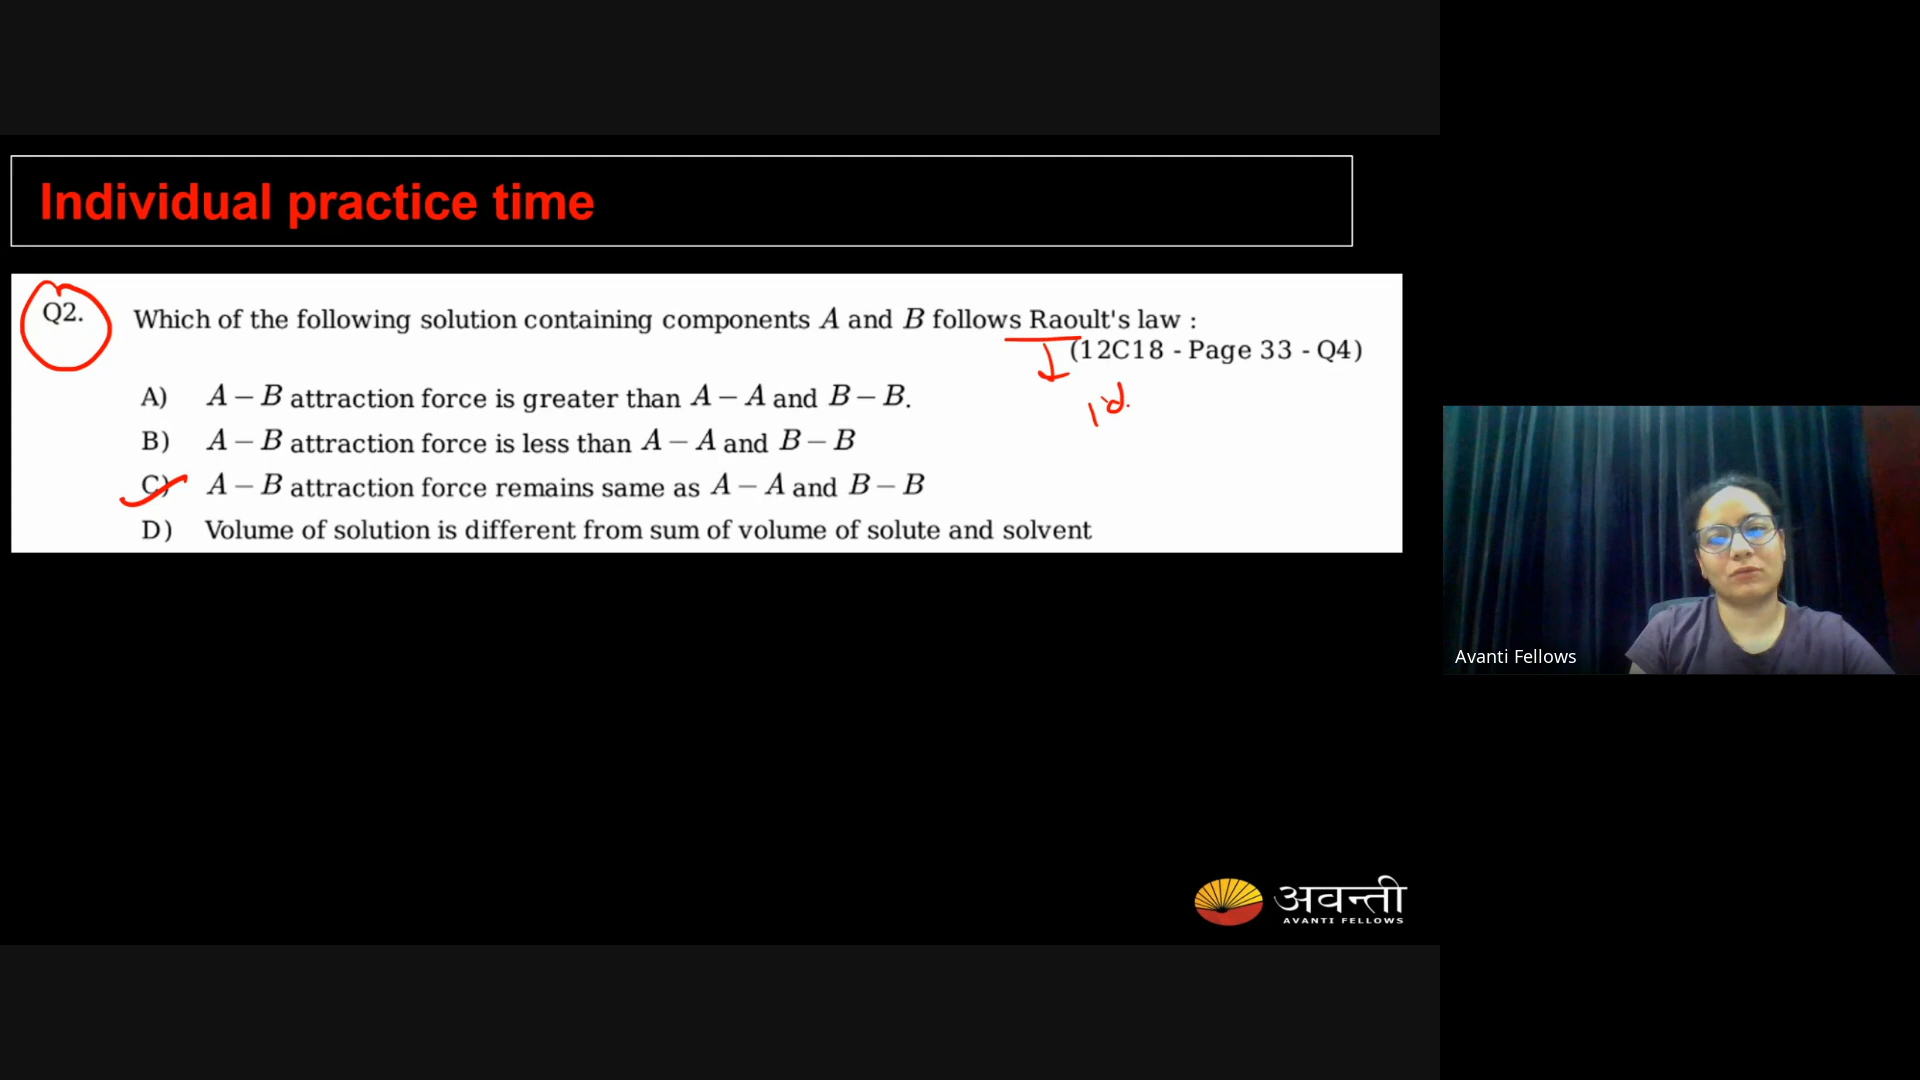 Individual practice time
Q2. Which of the following solution containing components A and B follows Raoult's law :
(12C18 - Page 33 - Q4)
id.
A) A – B attraction force is greater than A – A and B – B.
B) A – B attraction force is less than A – A and B – B
C) A – B attraction force remains same as A – A and B – B
D) Volume of solution is different from sum of volume of solute and solvent
Avanti Fellows
अवन्ती
AVANTI FELLOWS